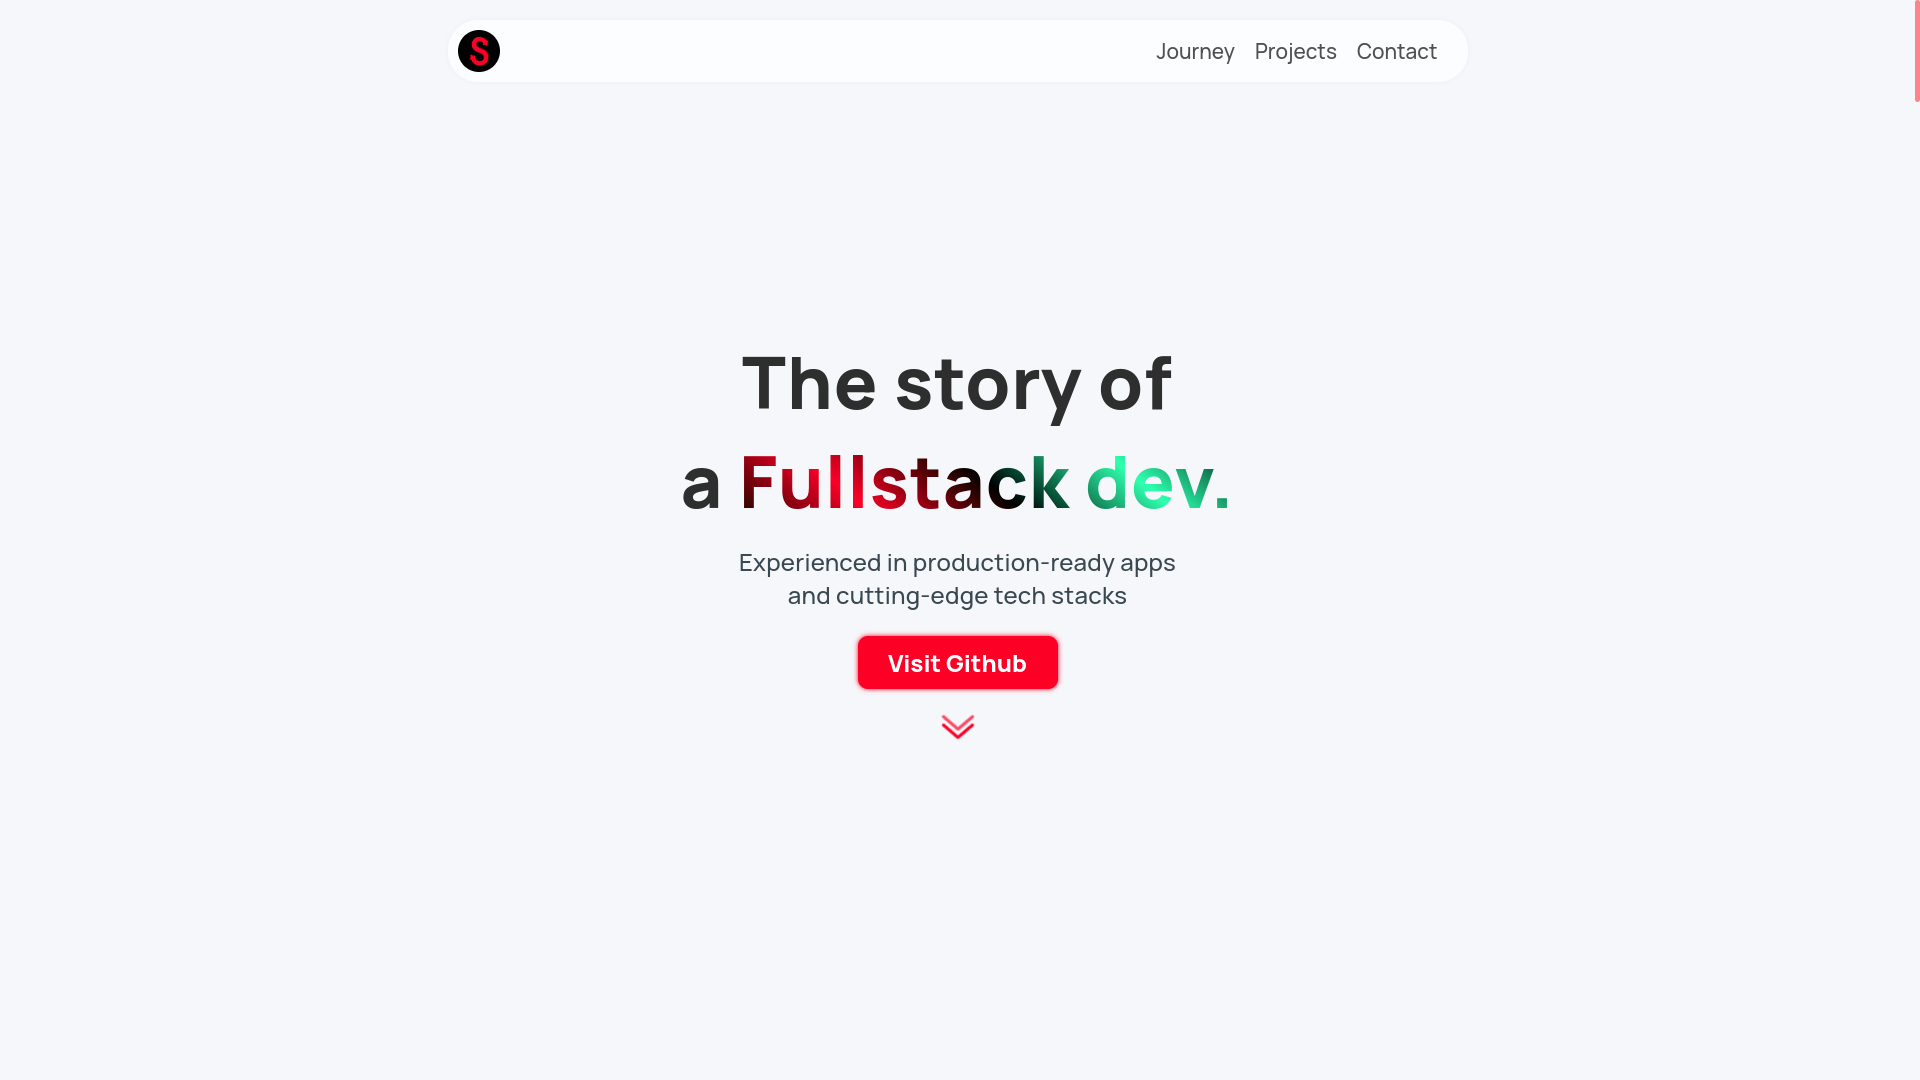 S
Journey Projects Contact
The story of
a Fullstack dev.
Experienced in production-ready apps
and cutting-edge tech stacks
Visit Github